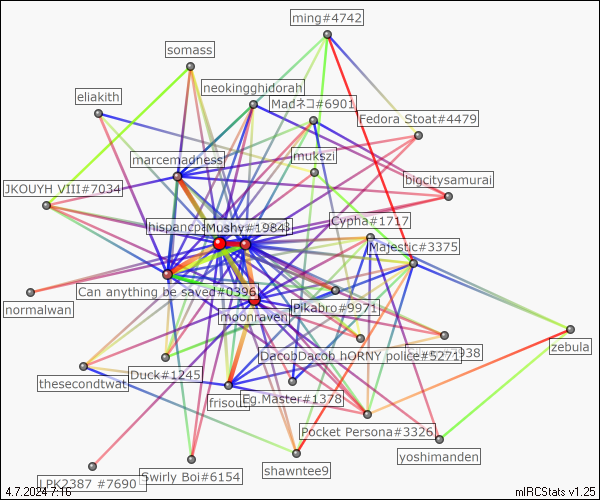 ming#4742
somass
neokingghidorah
eliakith
Madネコ#6901
Fedora Stoat#4479
marcemadness
mukszi
bigcitysamurai
JKOUYH VIII#7034
Cypha#1717
hispancpa
Mushy#1984
Majestic#3375
Can anything be saved#0396
normalwan
Pikabro#9971
moonraven
DacobDacob
hORNY police#5271
zebula
Duck#1245
thesecondtwat
Eg.Master#1378
frisou
Pocket Persona#3326
yoshimanden
shawntee9
Swirly Boi#6154
LPK2387 #7690
4.7.2024 7:16
mIRCStats v1.25